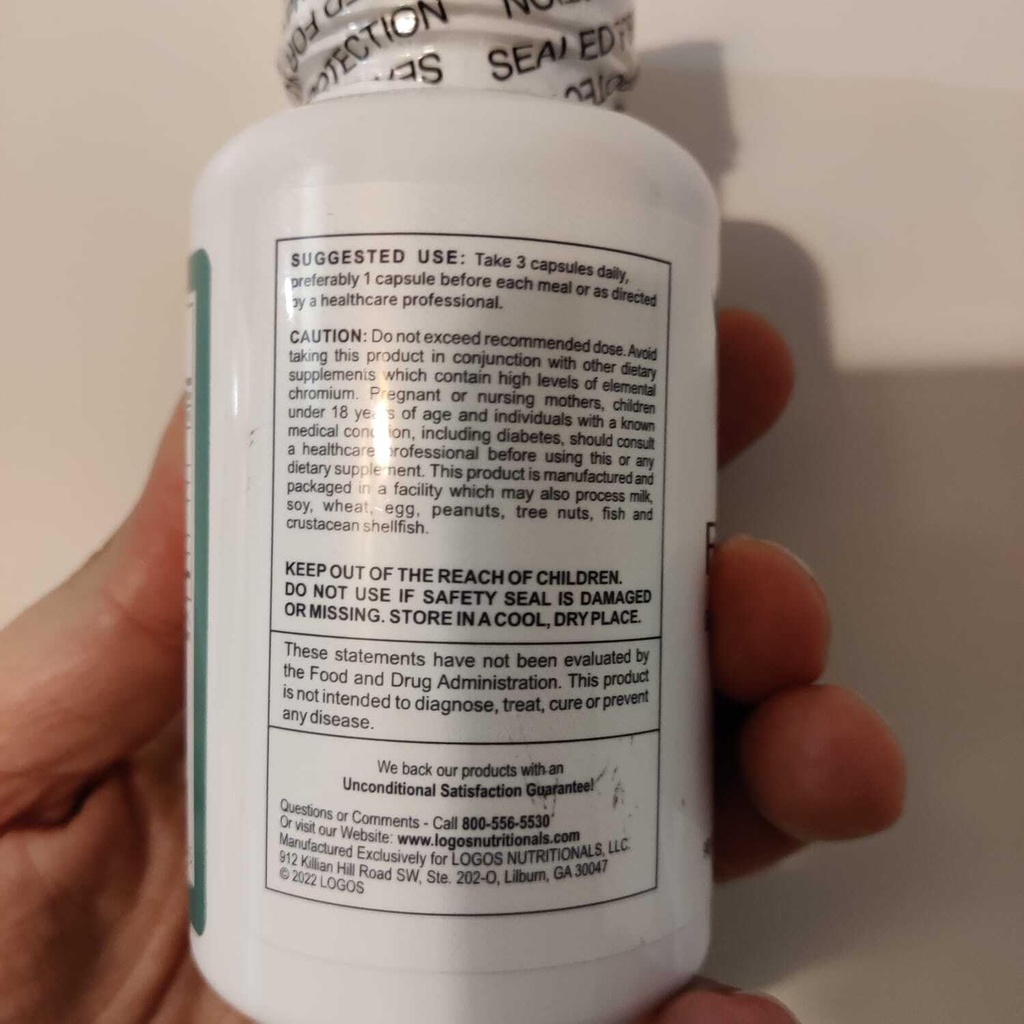 PROTECTION
SEALED
SUGGESTED USE: Take 3 capsules daily,
preferably 1 capsule before each meal or as directed
by a healthcare professional.
CAUTION: Do not exceed recommended dose. Avoid
taking this product in conjunction with other dietary
supplements which contain high levels of elemental
chromium. Pregnant or nursing mothers, children
under 18 years of age and individuals with a known
medical condition, including diabetes, should consult
a healthcare professional before using this or any
dietary supplement. This product is manufactured and
packaged in a facility which may also process milk,
soy, wheat, egg, peanuts, tree nuts, fish and
crustacean shellfish.
KEEP OUT OF THE REACH OF CHILDREN.
DO NOT USE IF SAFETY SEAL IS DAMAGED
OR MISSING. STORE IN A COOL, DRY PLACE.
These statements have not been evaluated by
the Food and Drug Administration. This product
is not intended to diagnose, treat, cure or prevent
any disease.
We back our products with an
Unconditional Satisfaction Guarantee!
Questions or Comments - Call 800-556-5530
Or visit our Website: www.logosnutritionals.com
Manufactured Exclusively for LOGOS NUTRITIONALS, LLC.
912 Killian Hill Road SW, Ste. 202-O, Lilburn, GA 30047
© 2022 LOGOS